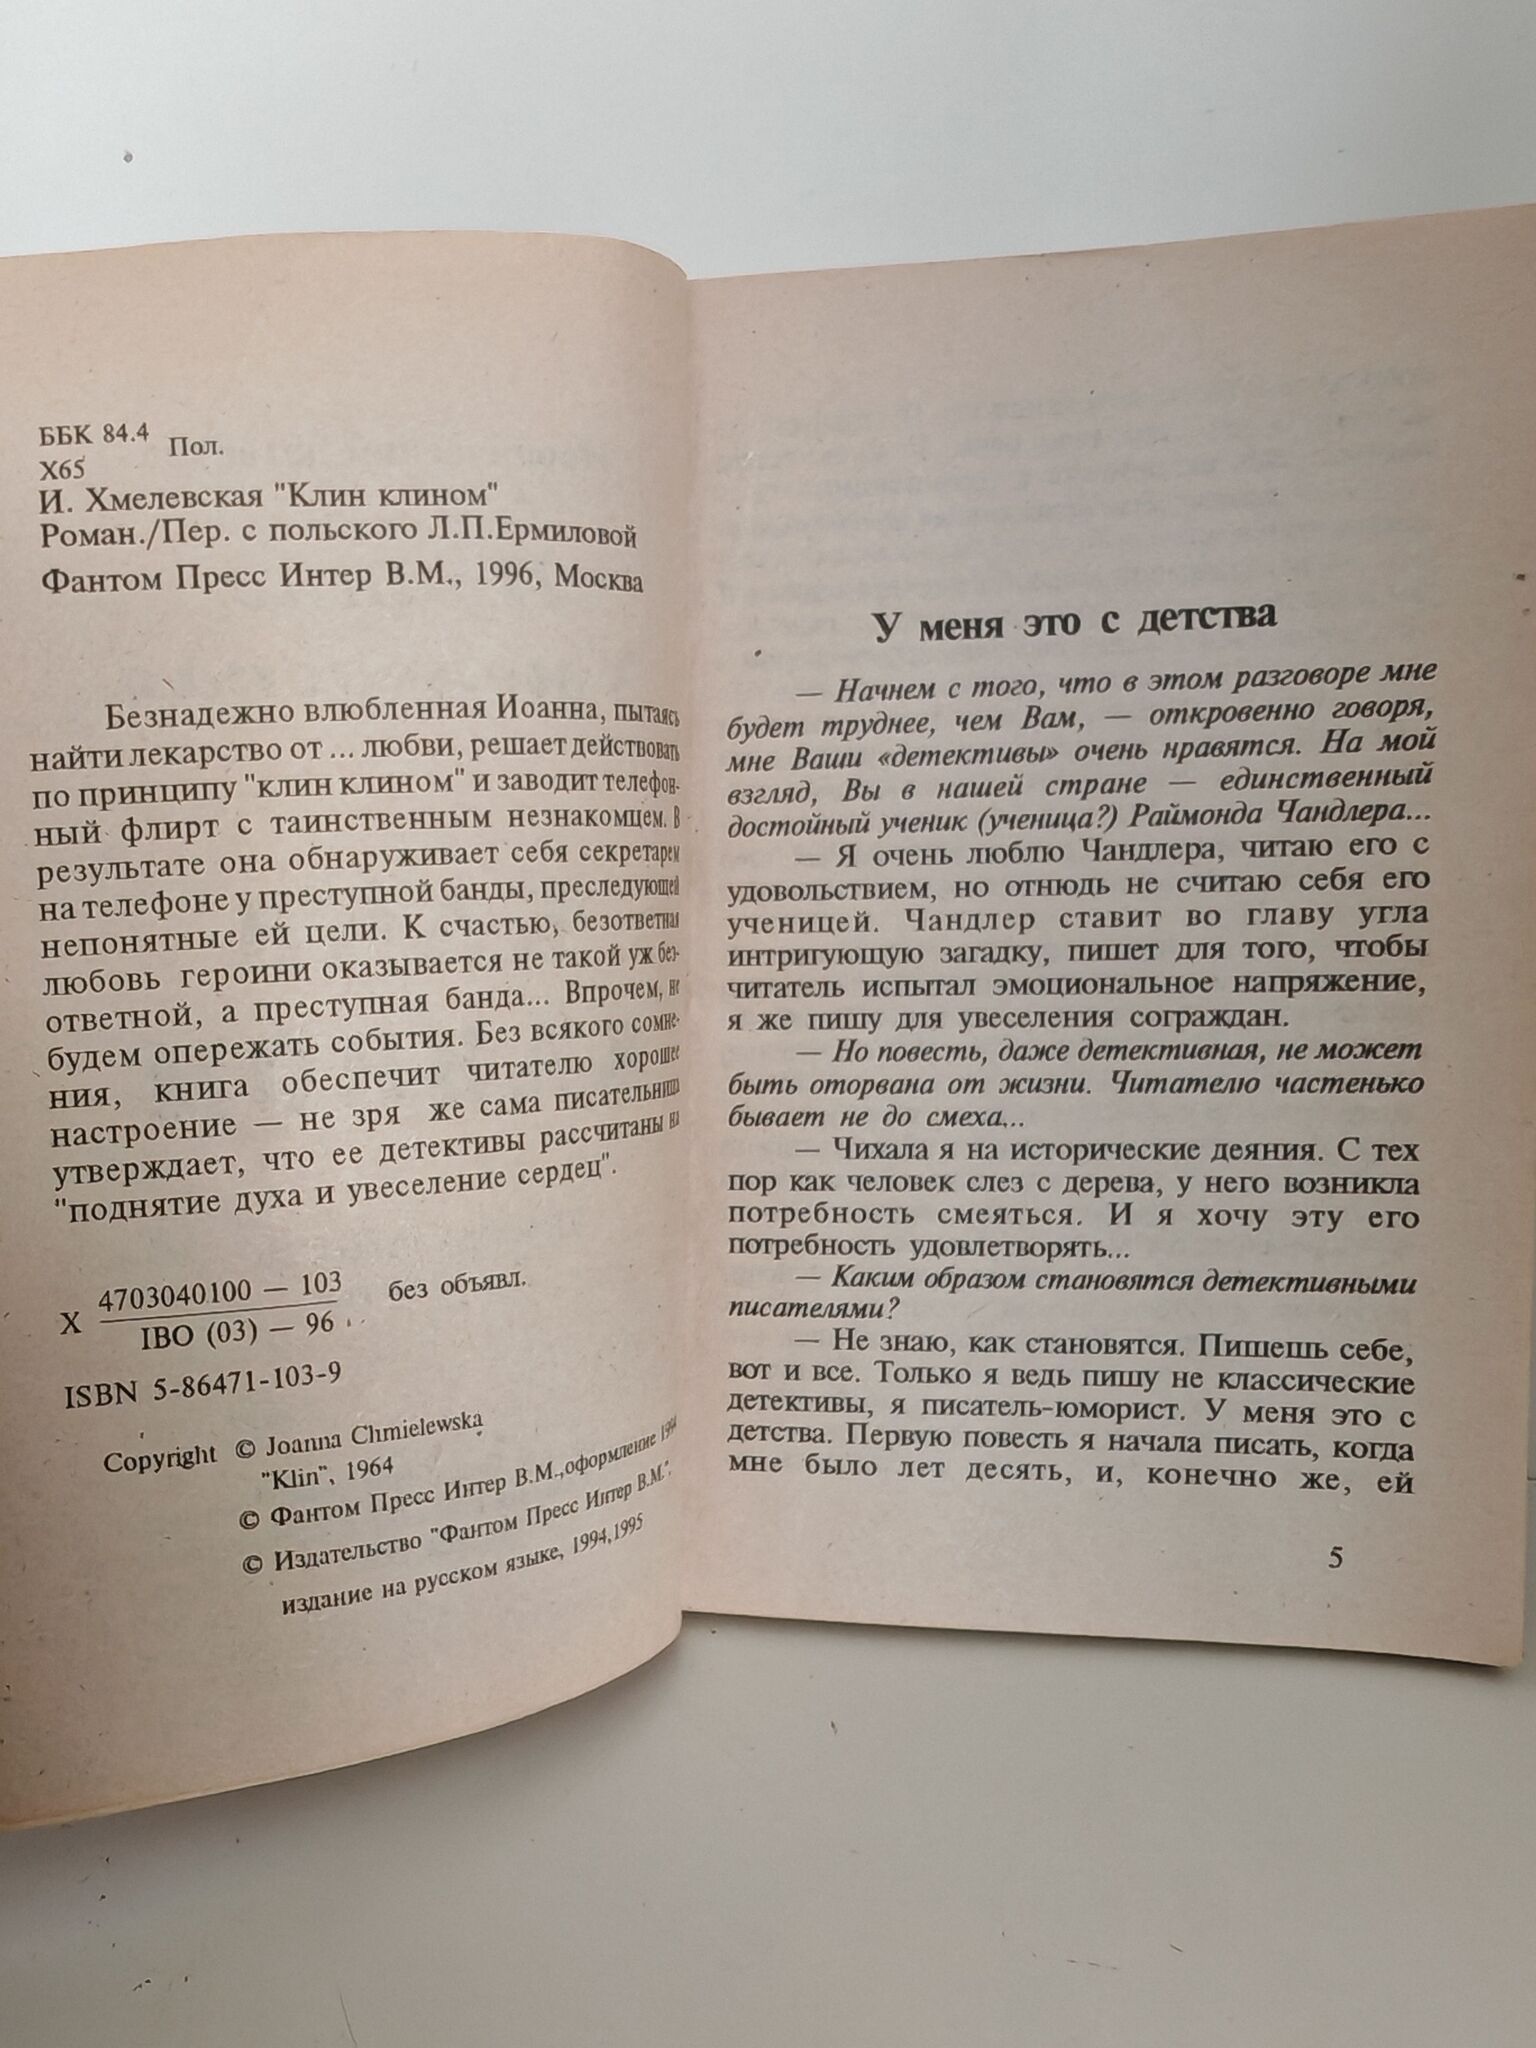 ББК 84.4
Пол.
Х65
И. Хмелевская "Клин клином"
Роман./Пер. с польского Л.П.Ермиловой
Фантом Пресс Интер В.М., 1996, Москва
Безнадежно влюбленная Иоанна, пытаясь
найти лекарство от ... любви, решает действовать
по принципу "клин клином" и заводит телефон-
ный флирт с таинственным незнакомцем. В
результате она обнаруживает себя секретарем
на телефоне у преступной банды, преследующей
непонятные ей цели. К счастью, безответная
любовь героини оказывается не такой уж без-
ответной, а преступная банда... Впрочем, не
будем опережать события. Без всякого сомне-
ния, книга обеспечит читателю хорошее
настроение — не зря же сама писательница
утверждает, что ее детективы рассчитаны на
"поднятие духа и увеселение сердец".
Х 4703040100 — 103 без объявл.
IBO (03) — 96
ISBN 5-86471-103-9
Copyright © Joanna Chmielewska
"Klin", 1964
© Фантом Пресс Интер В.М.,оформление 1994
© Издательство "Фантом Пресс Интер В.М.",
издание на русском языке, 1994,1995
У меня это с детства
— Начнем с того, что в этом разговоре мне
будет труднее, чем Вам, — откровенно говоря,
мне Ваши «детективы» очень нравятся. На мой
взгляд, Вы в нашей стране — единственный
достойный ученик (ученица?) Раймонда Чандлера...
— Я очень люблю Чандлера, читаю его с
удовольствием, но отнюдь не считаю себя его
ученицей. Чандлер ставит во главу угла
интригующую загадку, пишет для того, чтобы
читатель испытал эмоциональное напряжение,
я же пишу для увеселения сограждан.
— Но повесть, даже детективная, не может
быть оторвана от жизни. Читателю частенько
бывает не до смеха...
— Чихала я на исторические деяния. С тех
пор как человек слез с дерева, у него возникла
потребность смеяться. И я хочу эту его
потребность удовлетворять...
— Каким образом становятся детективными
писателями?
— Не знаю, как становятся. Пишешь себе,
вот и все. Только я ведь пишу не классические
детективы, я писатель-юморист. У меня это с
детства. Первую повесть я начала писать, когда
мне было лет десять, и, конечно же, ей
5